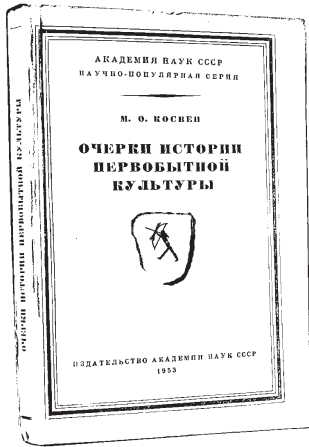 АКАДЕМИЯ НАУК СССР
НАУЧНО-ПОПУЛЯРНАЯ СЕРИЯ
М. О. КОСВЕН
ОЧЕРКИ ИСТОРИИ
ПЕРВОБЫТНОЙ
КУЛЬТУРЫ
ИЗДАТЕЛЬСТВО АКАДЕМИИ НАУК СССР
1953
ОЧЕРКИ ИСТОРИИ ПЕРВОБЫТНОЙ КУЛЬТУРЫ